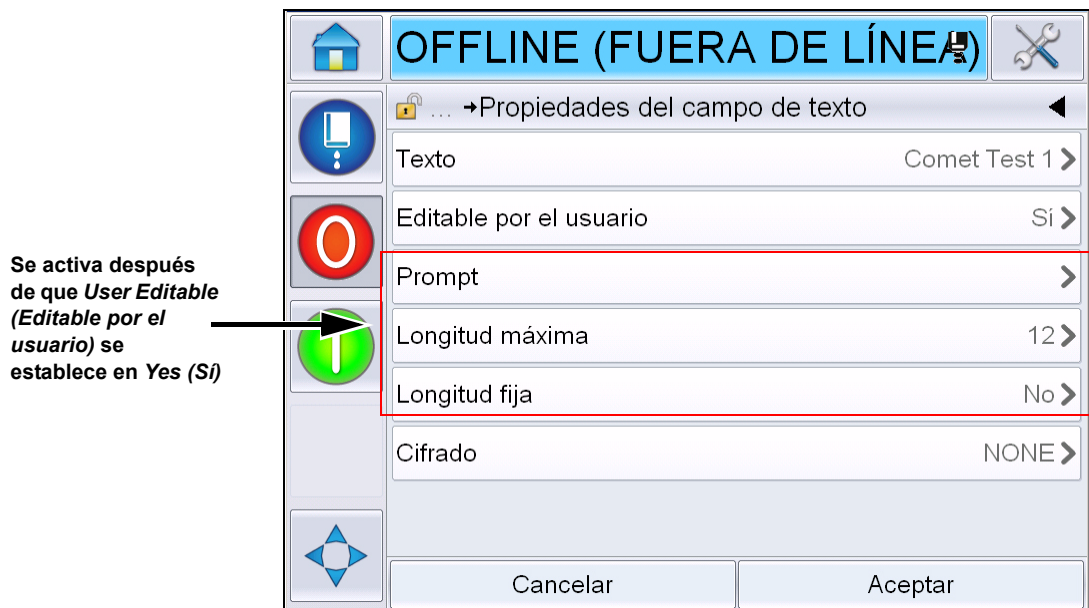 OFFLINE (FUERA DE LÍNEA)
... →Propiedades del campo de texto
Texto Comet Test 1
Editable por el usuario Sí
Prompt
Longitud máxima 12
Longitud fija No
Cifrado NONE
Cancelar Aceptar
Se activa después
de que User Editable
(Editable por el
usuario) se
establece en Yes (Sí)